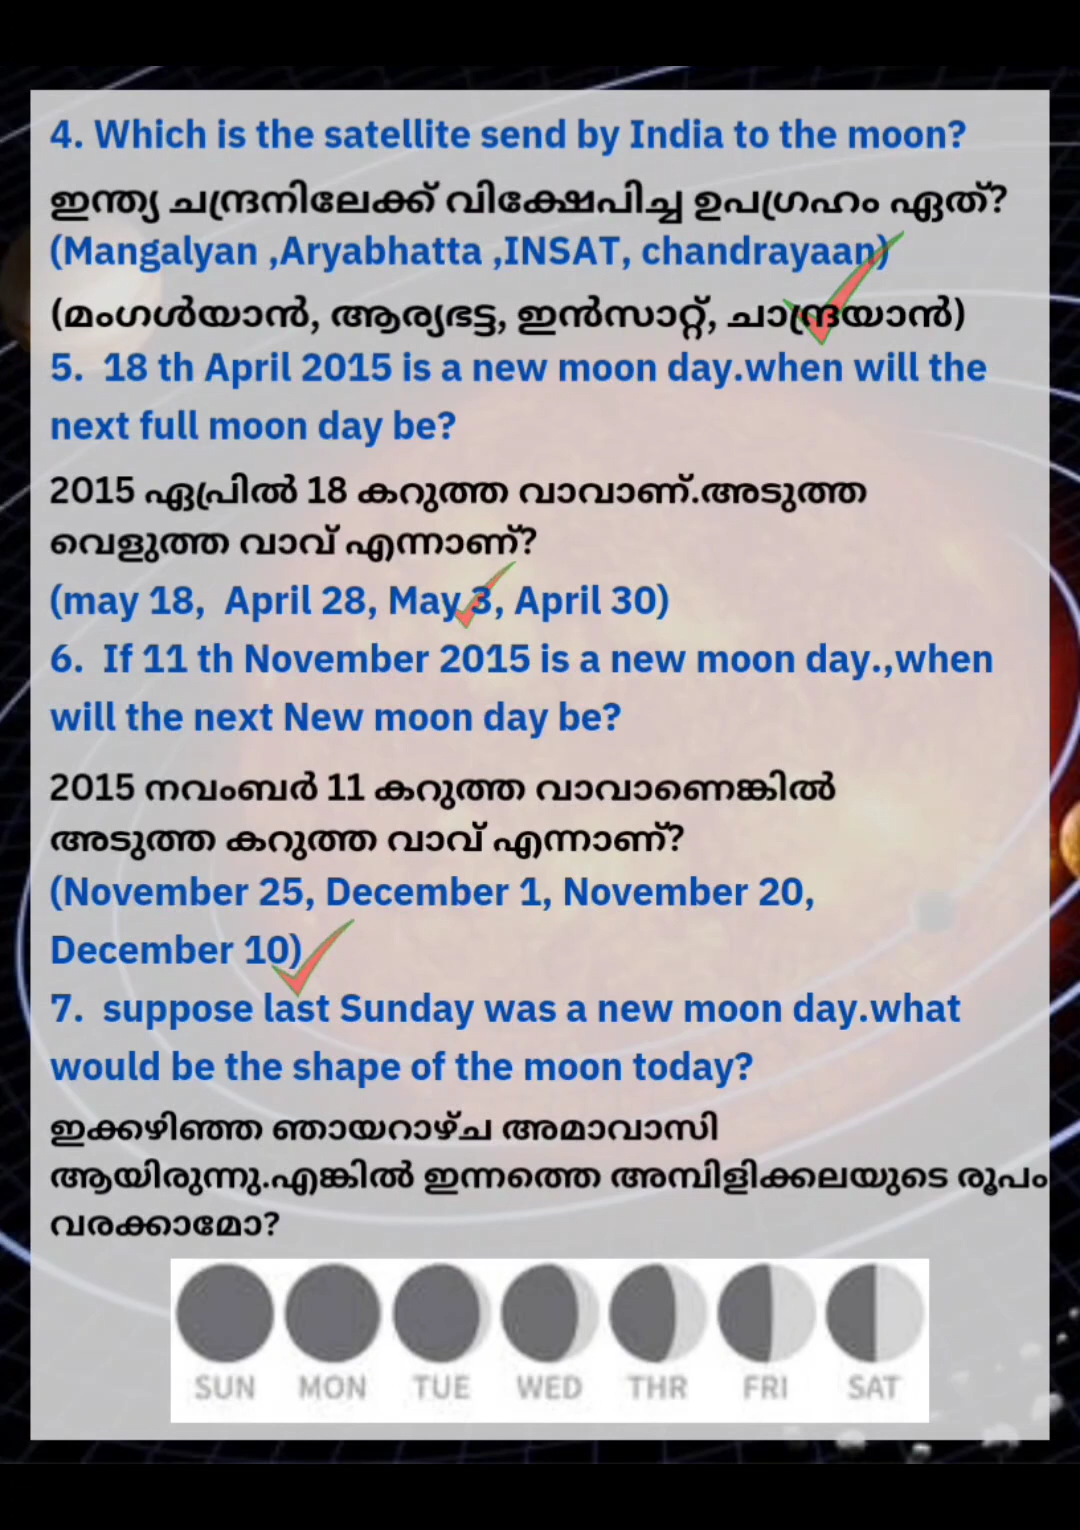 4. Which is the satellite send by India to the moon?
ഇന്ത്യ ചന്ദ്രനിലേക്ക് വിക്ഷേപിച്ച ഉപഗ്രഹം ഏത്?
(Mangalyan ,Aryabhatta ,INSAT, chandrayaan)
(മംഗൾയാൻ, ആര്യഭട്ട, ഇൻസാറ്റ്, ചാന്ദ്രയാൻ)
5. 18 th April 2015 is a new moon day.when will the
next full moon day be?
2015 ഏപ്രിൽ 18 കറുത്ത വാവാണ്.അടുത്ത
വെളുത്ത വാവ് എന്നാണ്?
(may 18, April 28, May 3, April 30)
6. If 11 th November 2015 is a new moon day.,when
will the next New moon day be?
2015 നവംബർ 11 കറുത്ത വാവാണെങ്കിൽ
അടുത്ത കറുത്ത വാവ് എന്നാണ്?
(November 25, December 1, November 20,
December 10)
7. suppose last Sunday was a new moon day.what
would be the shape of the moon today?
ഇക്കഴിഞ്ഞ ഞായറാഴ്ച അമാവാസി
ആയിരുന്നു.എങ്കിൽ ഇന്നത്തെ അമ്പിളിക്കലയുടെ രൂപം
വരക്കാമോ?
SUN MON TUE WED THR FRI SAT